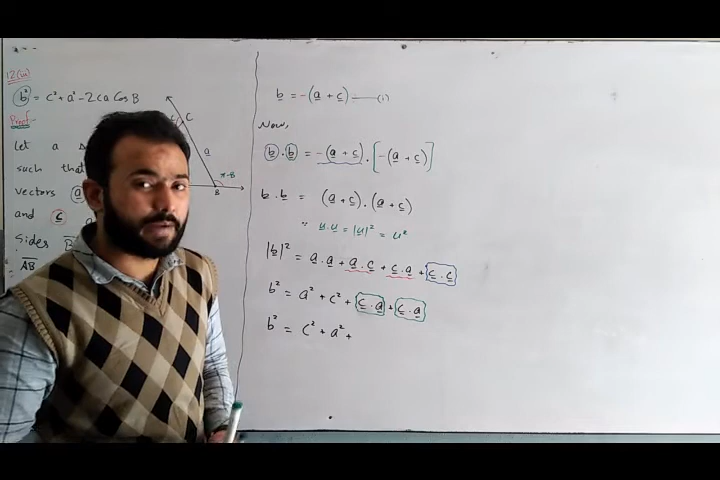 12(ii)
b² = c² + a² - 2ca Cos B
Proof:-
Let a
such that
vectors a
and c
Sides
AB
C
a
π-B
B
b = -(a + c) ——(i)
Now,
b . b = -(a + c) . [-(a + c)]
b . b = (a + c) . (a + c)
∵ u . u = |u|² = u²
|b|² = a . a + a . c + c . a + c . c
b² = a² + c² + c . a + c . a
b² = c² + a² +